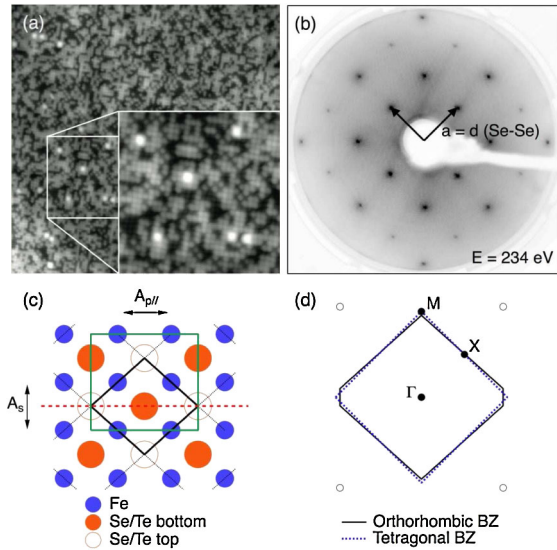 (a)
(b)
a = d (Se-Se)
E = 234 eV
(c)
A_p//
A_s
Fe
Se/Te bottom
Se/Te top
(d)
M
X
Γ
Orthorhombic BZ
Tetragonal BZ